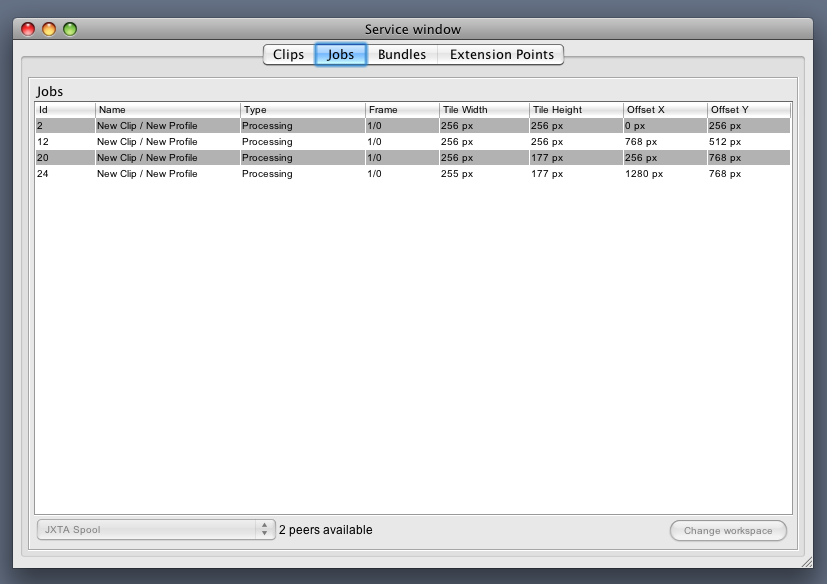 Service window
Clips Jobs Bundles Extension Points
Jobs
Id Name Type Frame Tile Width Tile Height Offset X Offset Y
2 New Clip / New Profile Processing 1/0 256 px 256 px 0 px 256 px
12 New Clip / New Profile Processing 1/0 256 px 256 px 768 px 512 px
20 New Clip / New Profile Processing 1/0 256 px 177 px 256 px 768 px
24 New Clip / New Profile Processing 1/0 255 px 177 px 1280 px 768 px
JXTA Spool 2 peers available Change workspace